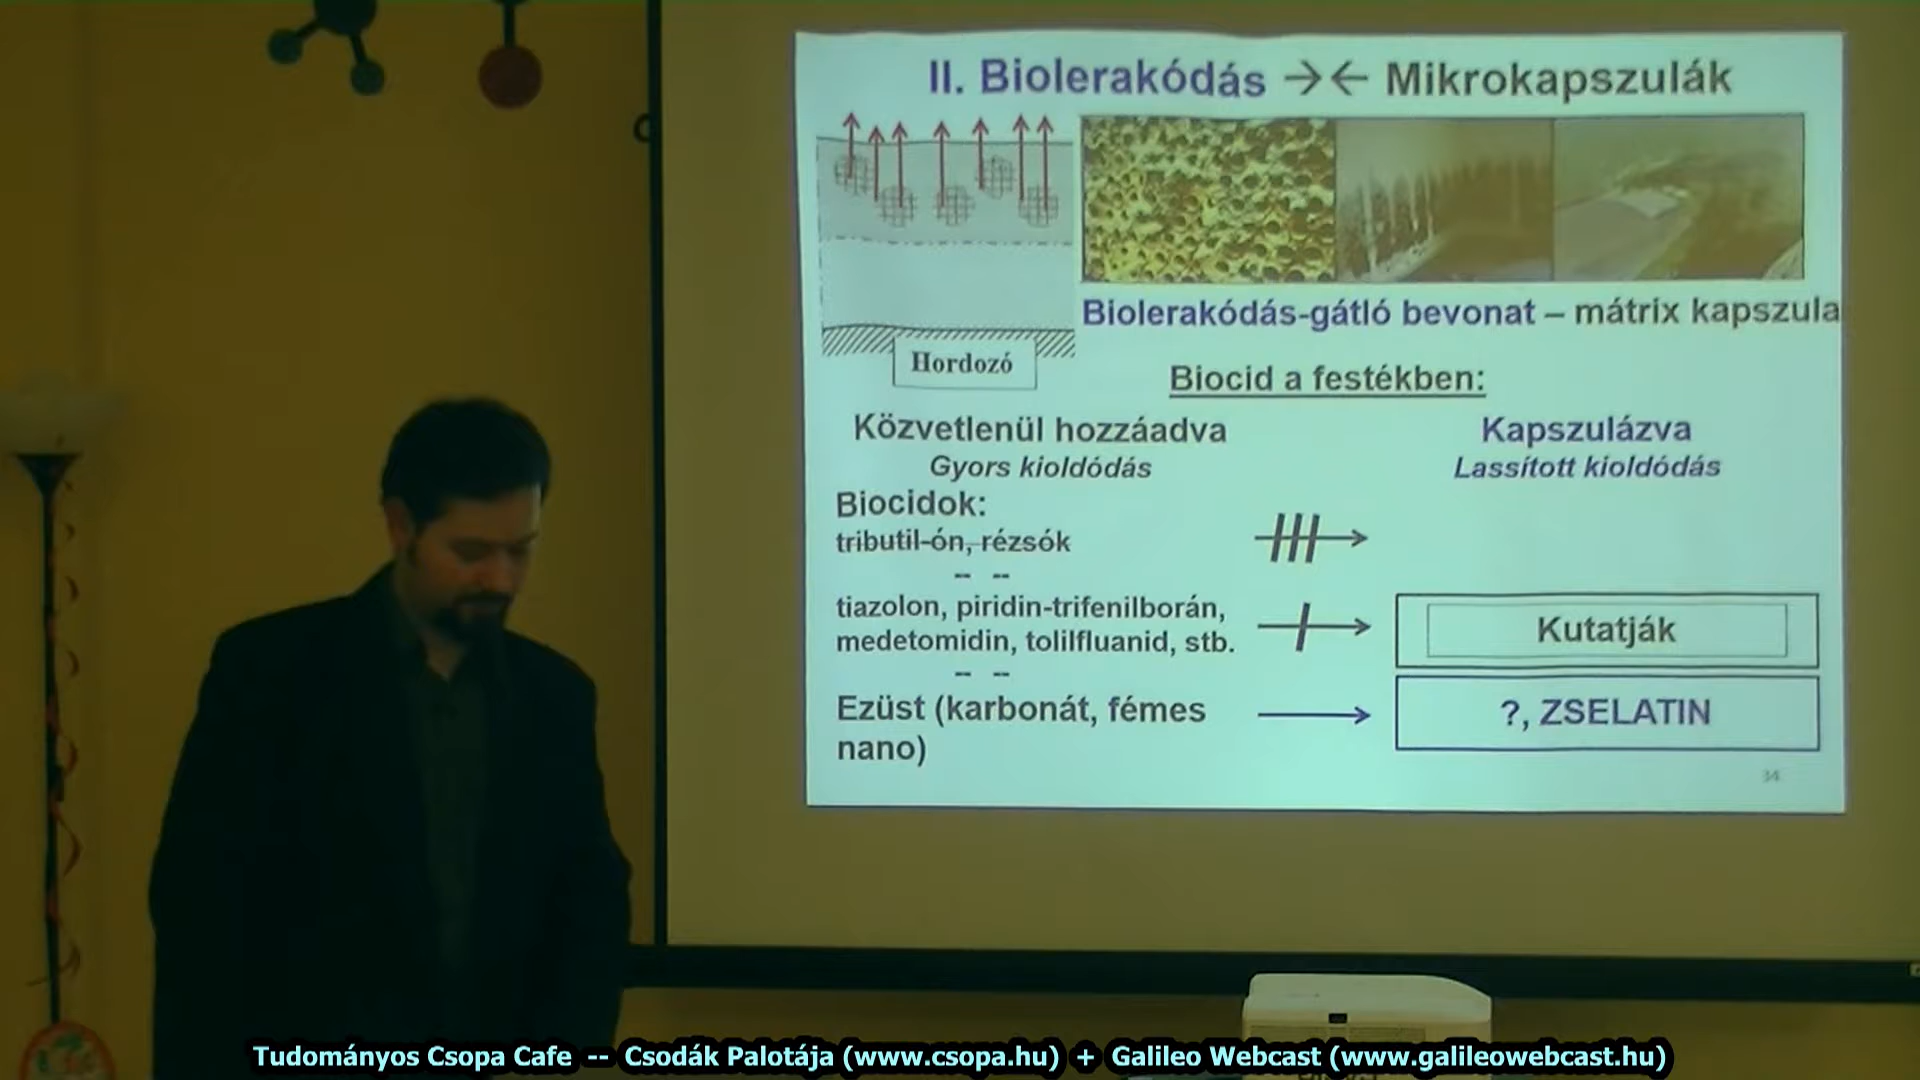 II. Biolerakódás →← Mikrokapszulák
Hordozó
Biolerakódás-gátló bevonat – mátrix kapszula
Biocid a festékben:
Közvetlenül hozzáadva
Gyors kioldódás
Kapszulázva
Lassított kioldódás
Biocidok:
tributil-ón, rézsók
-- --
tiazolon, piridin-trifenilborán,
medetomidin, tolilfluanid, stb.
Kutatják
-- --
Ezüst (karbonát, fémes
nano)
?, ZSELATIN
34
Tudományos Csopa Cafe -- Csodák Palotája (www.csopa.hu) + Galileo Webcast (www.galileowebcast.hu)